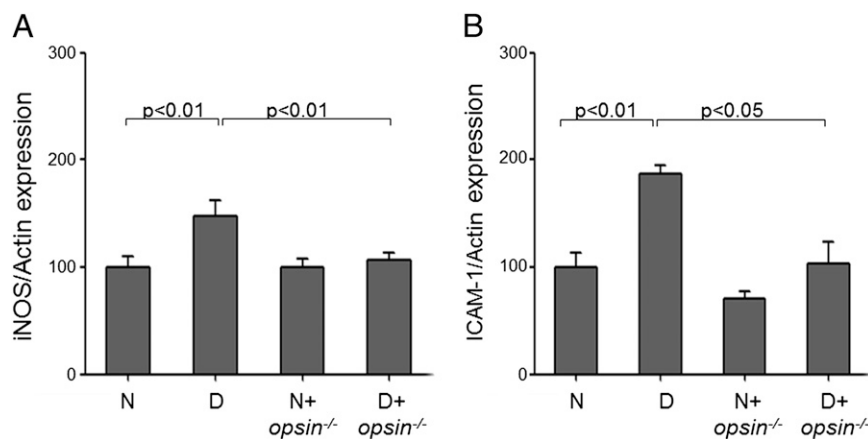 A
iNOS/Actin expression
300
200
100
0
p<0.01
p<0.01
N
D
N+
opsin-/-
D+
opsin-/-
B
ICAM-1/Actin expression
300
200
100
0
p<0.01
p<0.05
N
D
N+
opsin-/-
D+
opsin-/-